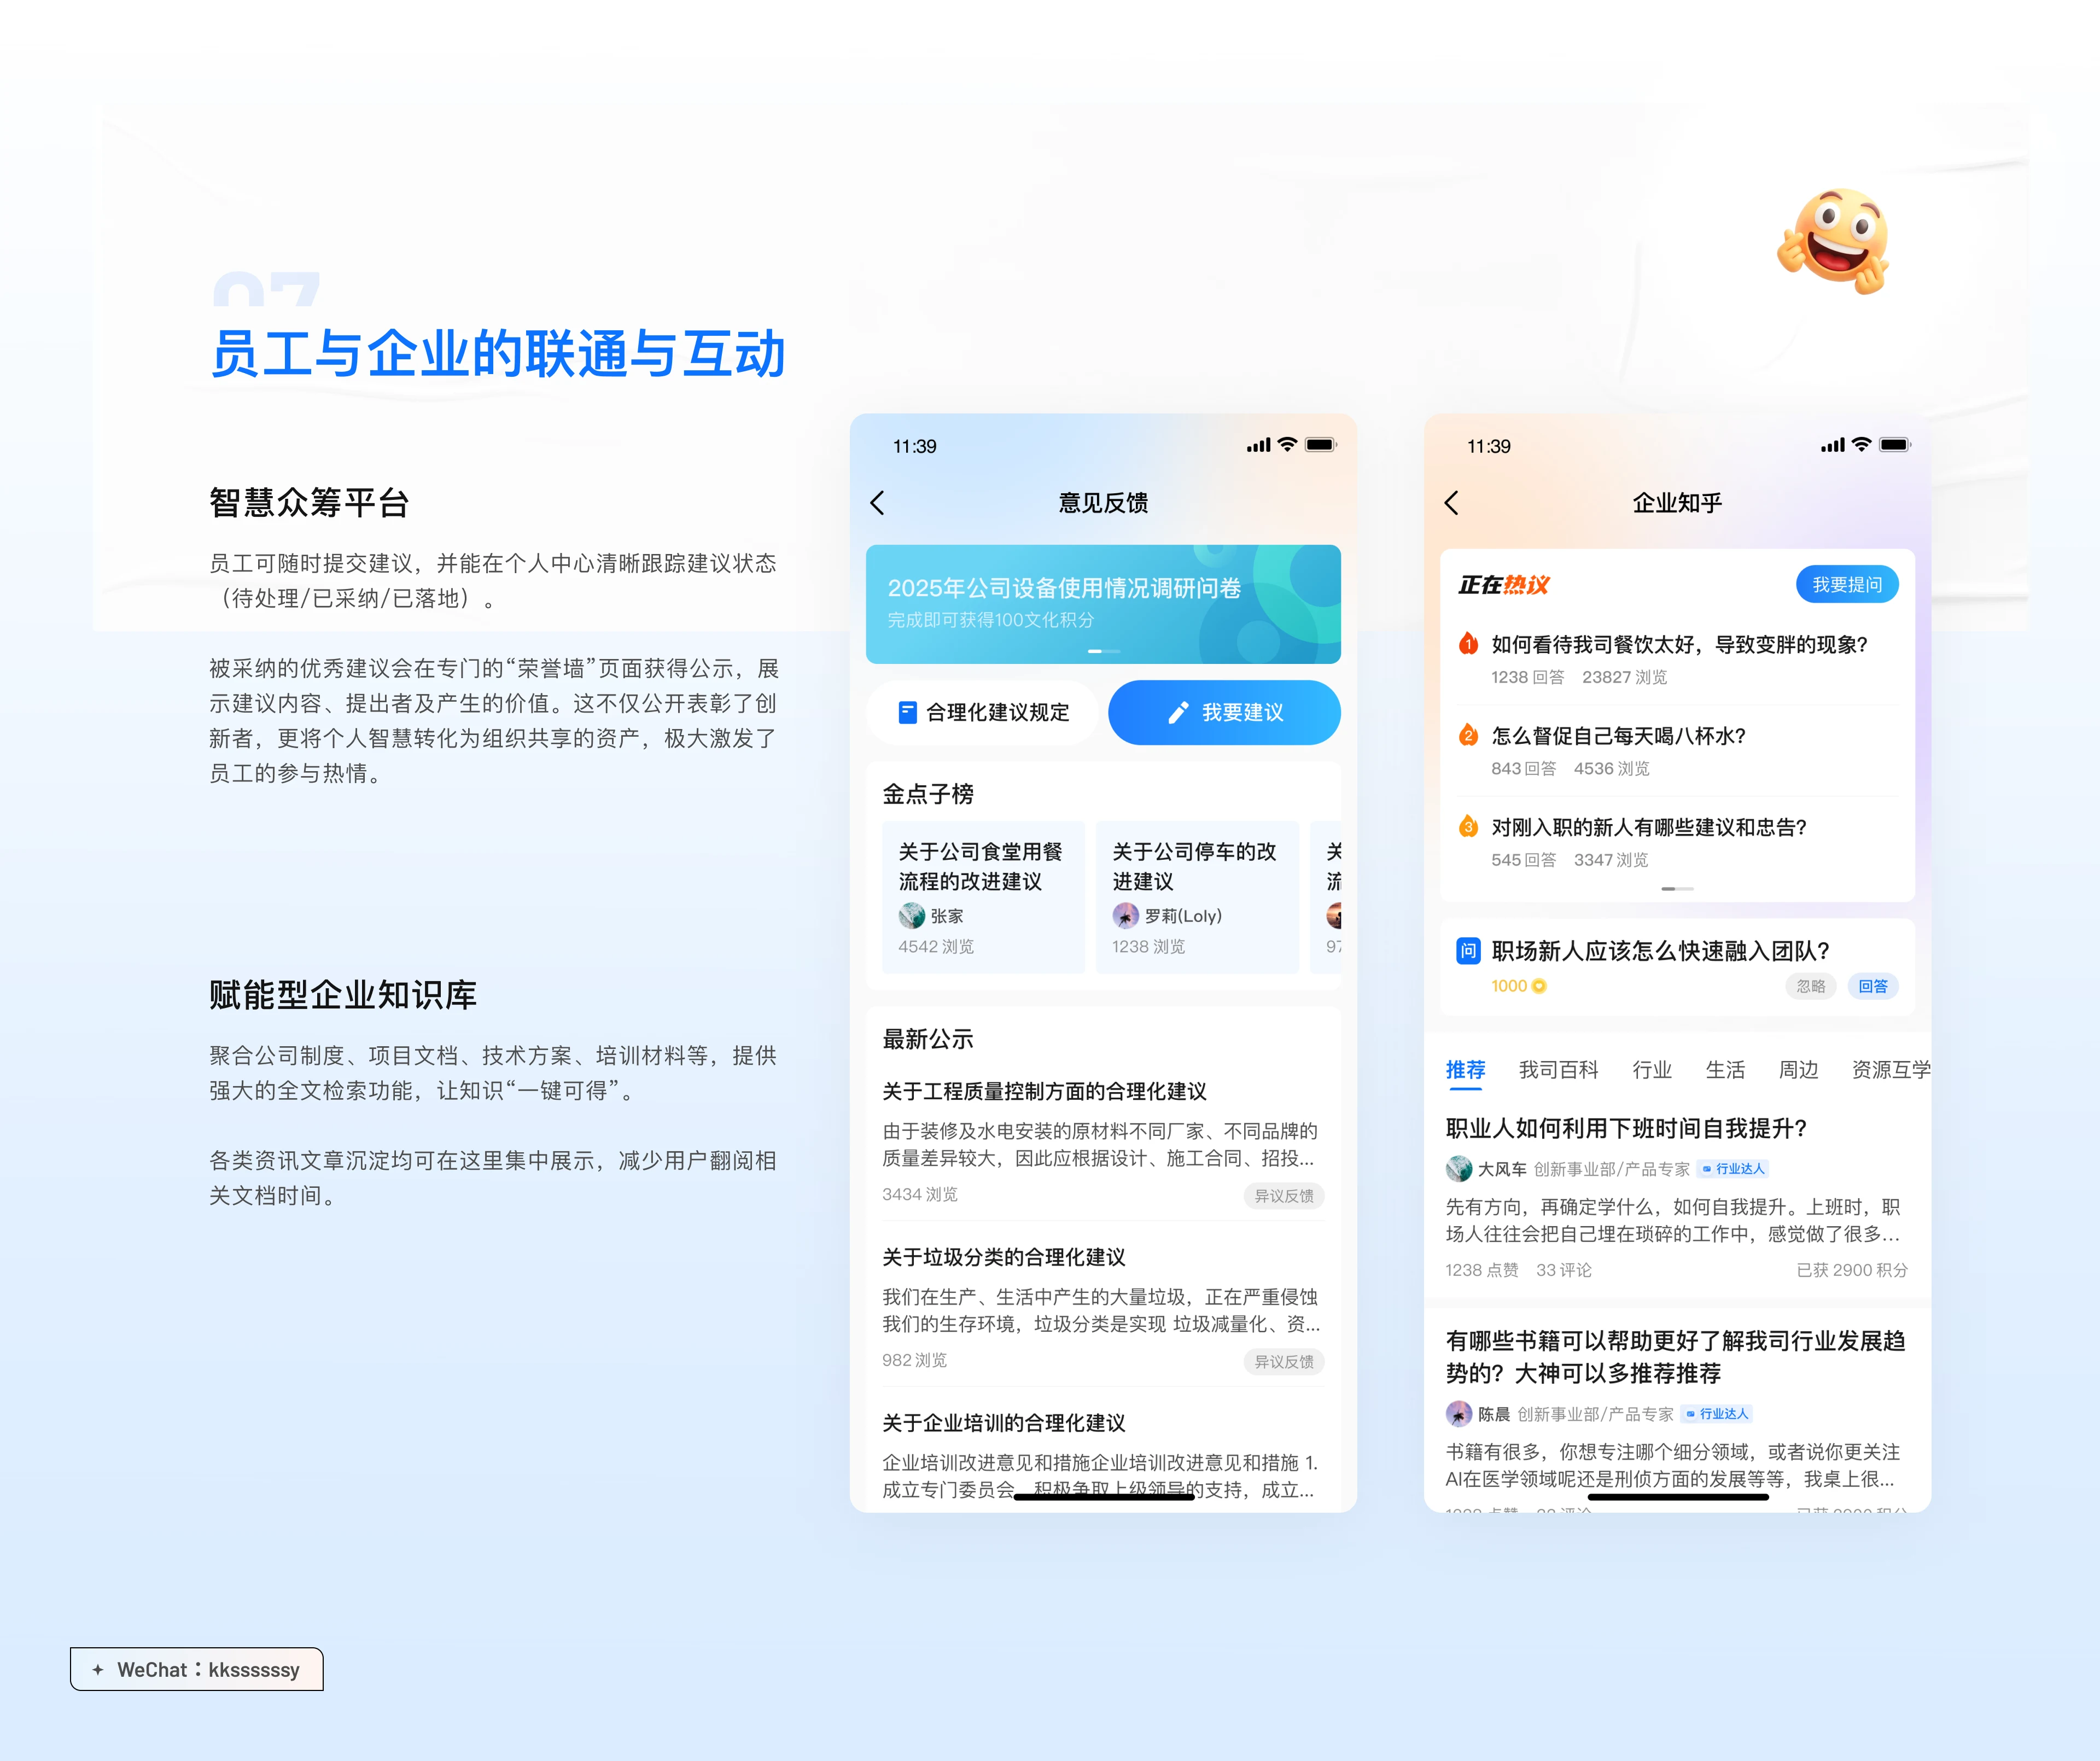 07
员工与企业的联通与互动
智慧众筹平台
员工可随时提交建议，并能在个人中心清晰跟踪建议状态
（待处理/已采纳/已落地）。
被采纳的优秀建议会在专门的“荣誉墙”页面获得公示，展
示建议内容、提出者及产生的价值。这不仅公开表彰了创
新者，更将个人智慧转化为组织共享的资产，极大激发了
员工的参与热情。
赋能型企业知识库
聚合公司制度、项目文档、技术方案、培训材料等，提供
强大的全文检索功能，让知识“一键可得”。
各类资讯文章沉淀均可在这里集中展示，减少用户翻阅相
关文档时间。
11:39
意见反馈
2025年公司设备使用情况调研问卷
完成即可获得100文化积分
合理化建议规定
我要建议
金点子榜
关于公司食堂用餐
流程的改进建议
张家
4542 浏览
关于公司停车的改
进建议
罗莉(Loly)
1238 浏览
关
流
97
最新公示
关于工程质量控制方面的合理化建议
由于装修及水电安装的原材料不同厂家、不同品牌的
质量差异较大，因此应根据设计、施工合同、招投...
3434 浏览
异议反馈
关于垃圾分类的合理化建议
我们在生产、生活中产生的大量垃圾，正在严重侵蚀
我们的生存环境，垃圾分类是实现 垃圾减量化、资...
982 浏览
异议反馈
关于企业培训的合理化建议
企业培训改进意见和措施企业培训改进意见和措施 1.
成立专门委员会，积极争取上级领导的支持，成立...
11:39
企业知乎
正在热议
我要提问
1 如何看待我司餐饮太好，导致变胖的现象？
1238 回答 23827 浏览
2 怎么督促自己每天喝八杯水？
843 回答 4536 浏览
3 对刚入职的新人有哪些建议和忠告？
545 回答 3347 浏览
问 职场新人应该怎么快速融入团队？
1000
忽略
回答
推荐 我司百科 行业 生活 周边 资源互学
职业人如何利用下班时间自我提升？
大风车 创新事业部/产品专家 行业达人
先有方向，再确定学什么，如何自我提升。上班时，职
场人往往会把自己埋在琐碎的工作中，感觉做了很多...
1238 点赞 33 评论 已获 2900 积分
有哪些书籍可以帮助更好了解我司行业发展趋
势的？大神可以多推荐推荐
陈晨 创新事业部/产品专家 行业达人
书籍有很多，你想专注哪个细分领域，或者说你更关注
AI在医学领域呢还是刑侦方面的发展等等，我桌上很...
WeChat：kkssssssy